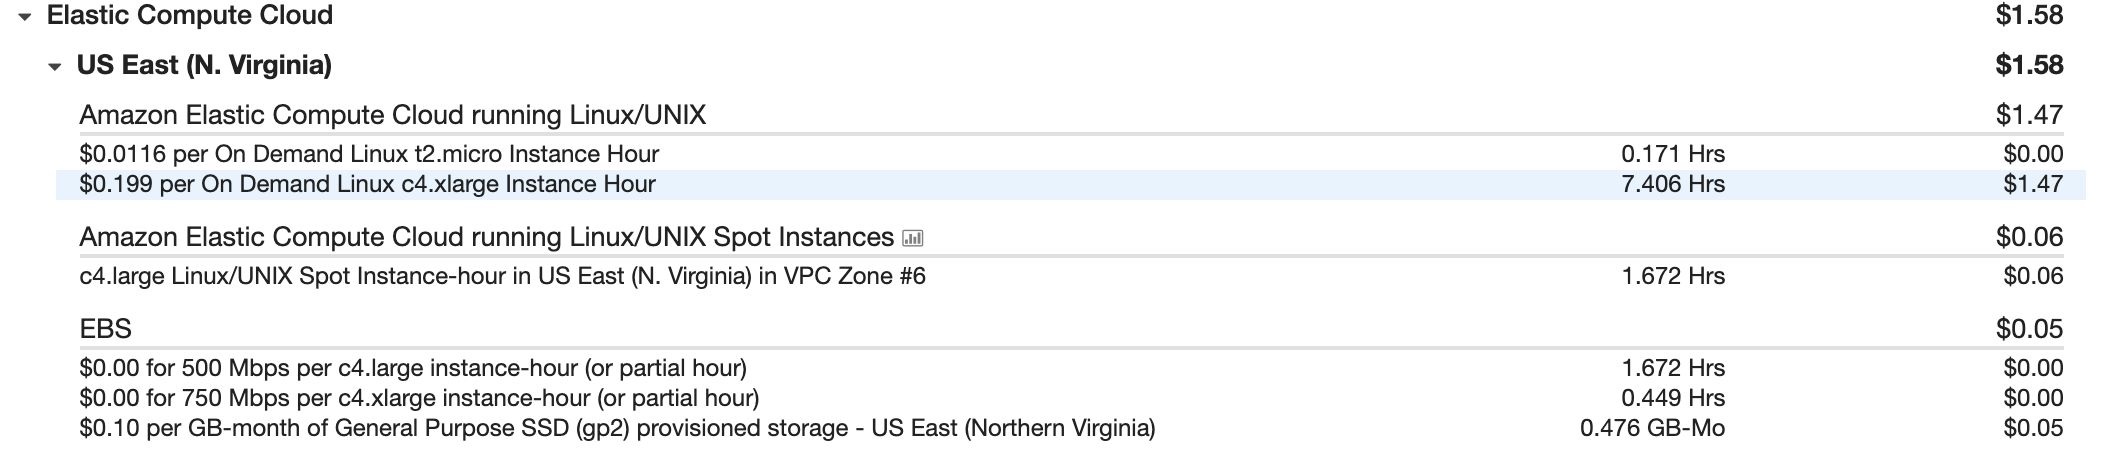 Elastic Compute Cloud $1.58
US East (N. Virginia) $1.58
Amazon Elastic Compute Cloud running Linux/UNIX $1.47
$0.0116 per On Demand Linux t2.micro Instance Hour 0.171 Hrs $0.00
$0.199 per On Demand Linux c4.xlarge Instance Hour 7.406 Hrs $1.47
Amazon Elastic Compute Cloud running Linux/UNIX Spot Instances $0.06
c4.large Linux/UNIX Spot Instance-hour in US East (N. Virginia) in VPC Zone #6 1.672 Hrs $0.06
EBS $0.05
$0.00 for 500 Mbps per c4.large instance-hour (or partial hour) 1.672 Hrs $0.00
$0.00 for 750 Mbps per c4.xlarge instance-hour (or partial hour) 0.449 Hrs $0.00
$0.10 per GB-month of General Purpose SSD (gp2) provisioned storage - US East (Northern Virginia) 0.476 GB-Mo $0.05